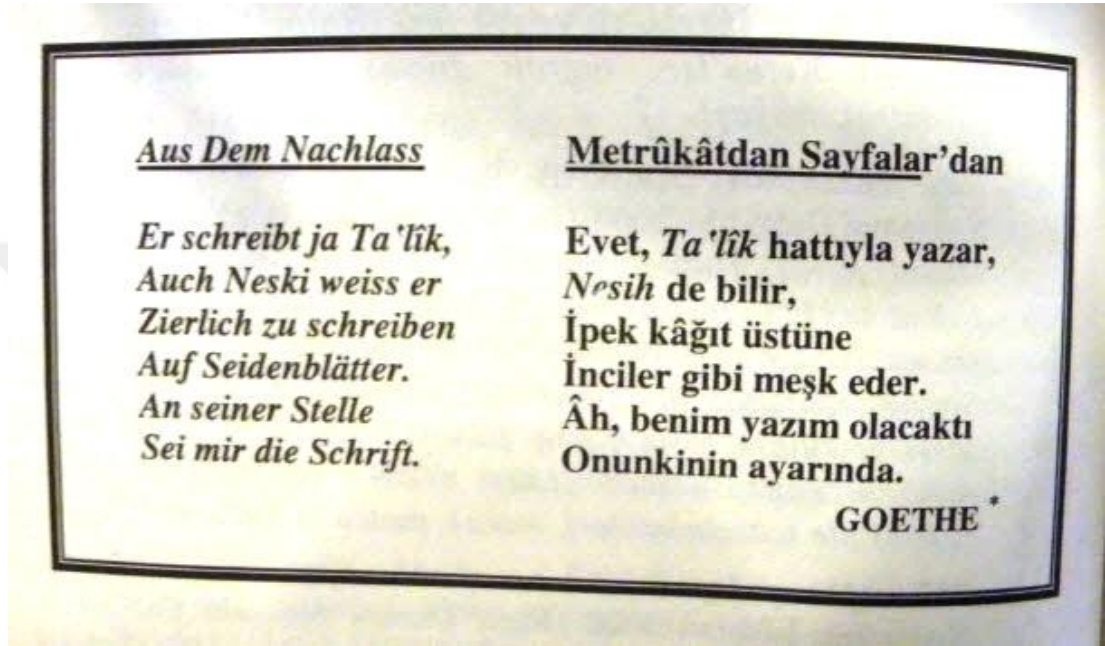 Aus Dem Nachlass
Er schreibt ja Ta'lîk,
Auch Neski weiss er
Zierlich zu schreiben
Auf Seidenblätter.
An seiner Stelle
Sei mir die Schrift.
Metrûkâtdan Sayfalar'dan
Evet, Ta'lîk hattıyla yazar,
Nesih de bilir,
İpek kâğıt üstüne
İnciler gibi meşk eder.
Âh, benim yazım olacaktı
Onunkinin ayarında.
GOETHE *